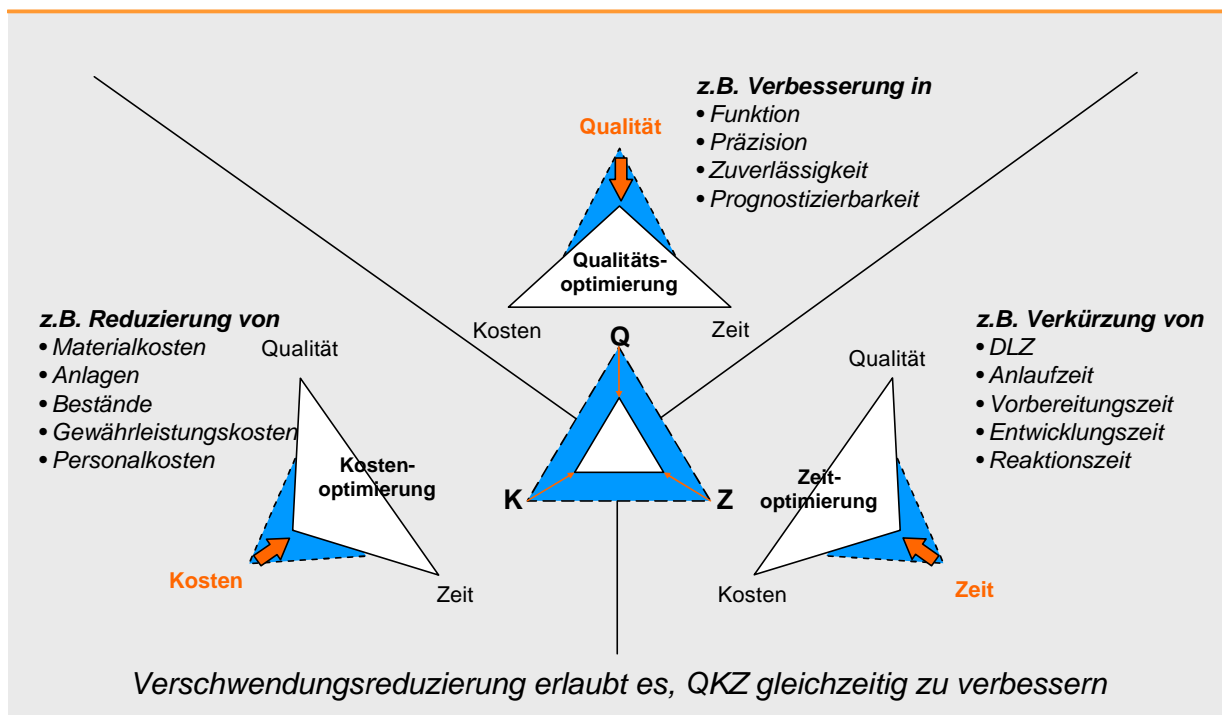 z.B. Verbesserung in
• Funktion
• Präzision
• Zuverlässigkeit
• Prognostizierbarkeit
Qualität
Qualitäts-
optimierung
Kosten
Zeit
z.B. Reduzierung von
• Materialkosten
• Anlagen
• Bestände
• Gewährleistungskosten
• Personalkosten
Qualität
Kosten-
optimierung
Kosten
Zeit
Q
K
Z
z.B. Verkürzung von
• DLZ
• Anlaufzeit
• Vorbereitungszeit
• Entwicklungszeit
• Reaktionszeit
Qualität
Zeit-
optimierung
Kosten
Zeit
Verschwendungsreduzierung erlaubt es, QKZ gleichzeitig zu verbessern